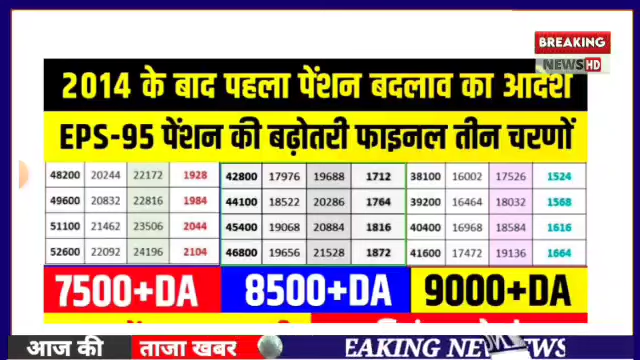 BREAKING
NEWS HD
2014 के बाद पहला पेंशन बदलाव का आदेश
EPS-95 पेंशन की बढ़ोतरी फाइनल तीन चरणों
48200 20244 22172 1928 42800 17976 19688 1712 38100 16002 17526 1524
49600 20832 22816 1984 44100 18522 20286 1764 39200 16464 18032 1568
51100 21462 23506 2044 45400 19068 20884 1816 40400 16968 18584 1616
52600 22092 24196 2104 46800 19656 21528 1872 41600 17472 19136 1664
7500+DA 8500+DA 9000+DA
आज की ताजा खबर EAKING NEWS